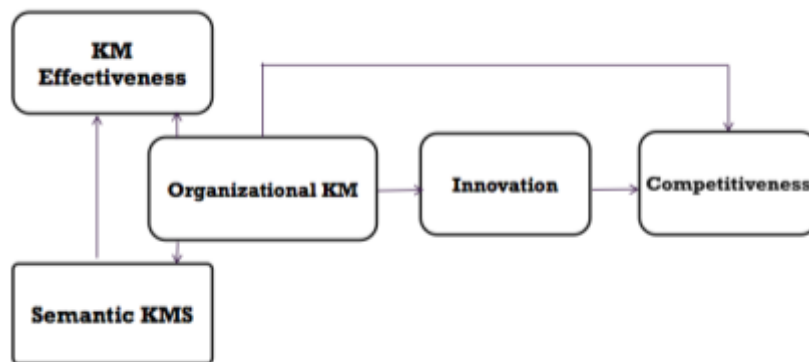 KM
Effectiveness
Organizational KM
Innovation
Competitiveness
Semantic KMS